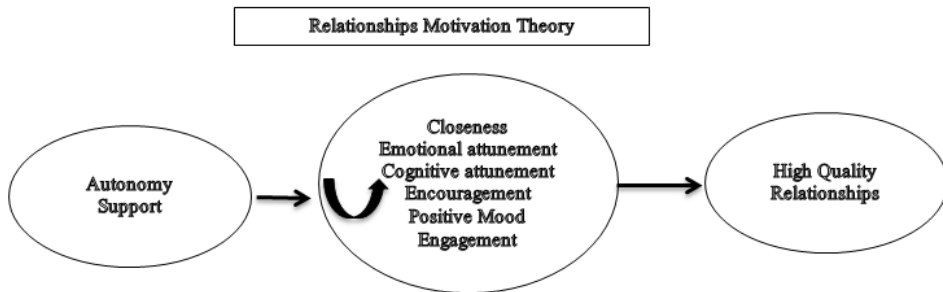 Relationships Motivation Theory
Autonomy
Support
Closeness
Emotional attunement
Cognitive attunement
Encouragement
Positive Mood
Engagement
High Quality
Relationships